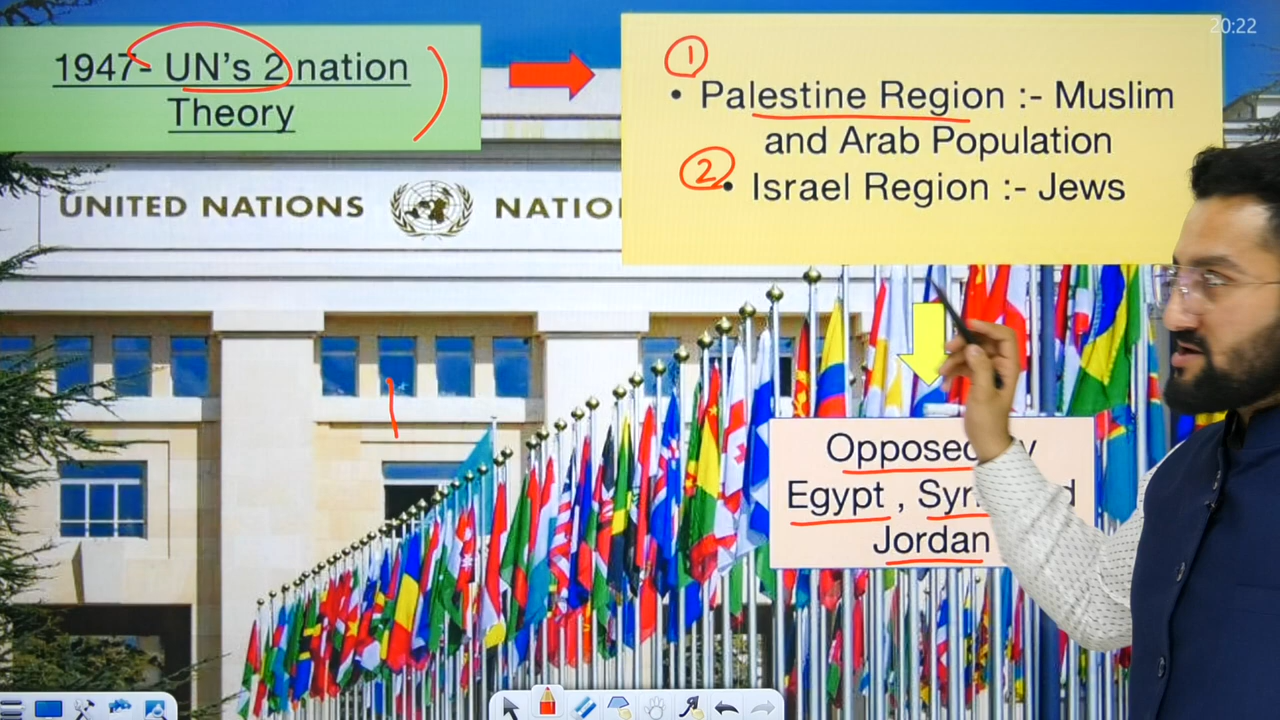 20:22
1947- UN's 2 nation
Theory
1
• Palestine Region :- Muslim
and Arab Population
2
• Israel Region :- Jews
UNITED NATIONS
Opposed
Egypt ,
Jordan